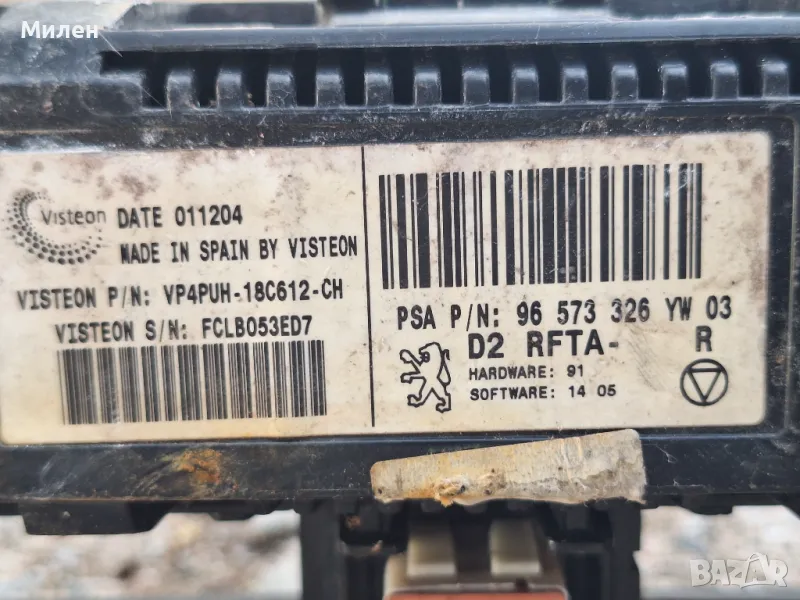 Милен
Visteon
DATE 011204
MADE IN SPAIN BY VISTEON
VISTEON P/N: VP4PUH-18C612-CH
VISTEON S/N: FCLB053ED7
PSA P/N: 96 573 326 YW 03
D2 RFTA- R
HARDWARE: 91
SOFTWARE: 14 05
BAZAR